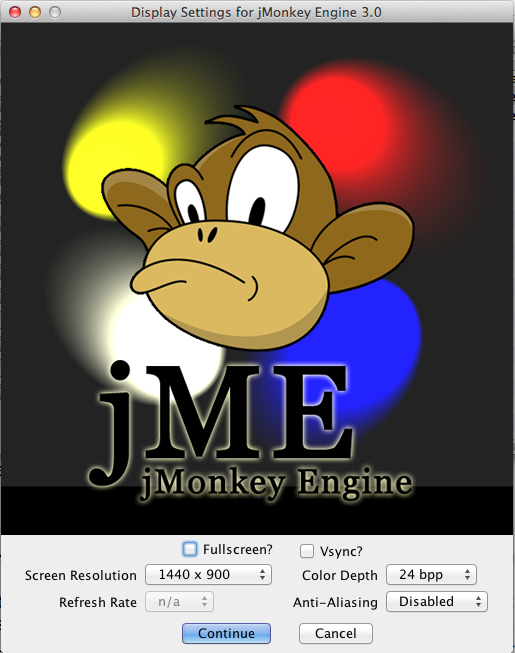 Display Settings for jMonkey Engine 3.0
jME
jMonkey Engine
Fullscreen? Vsync?
Screen Resolution 1440 x 900 Color Depth 24 bpp
Refresh Rate n/a Anti-Aliasing Disabled
Continue Cancel